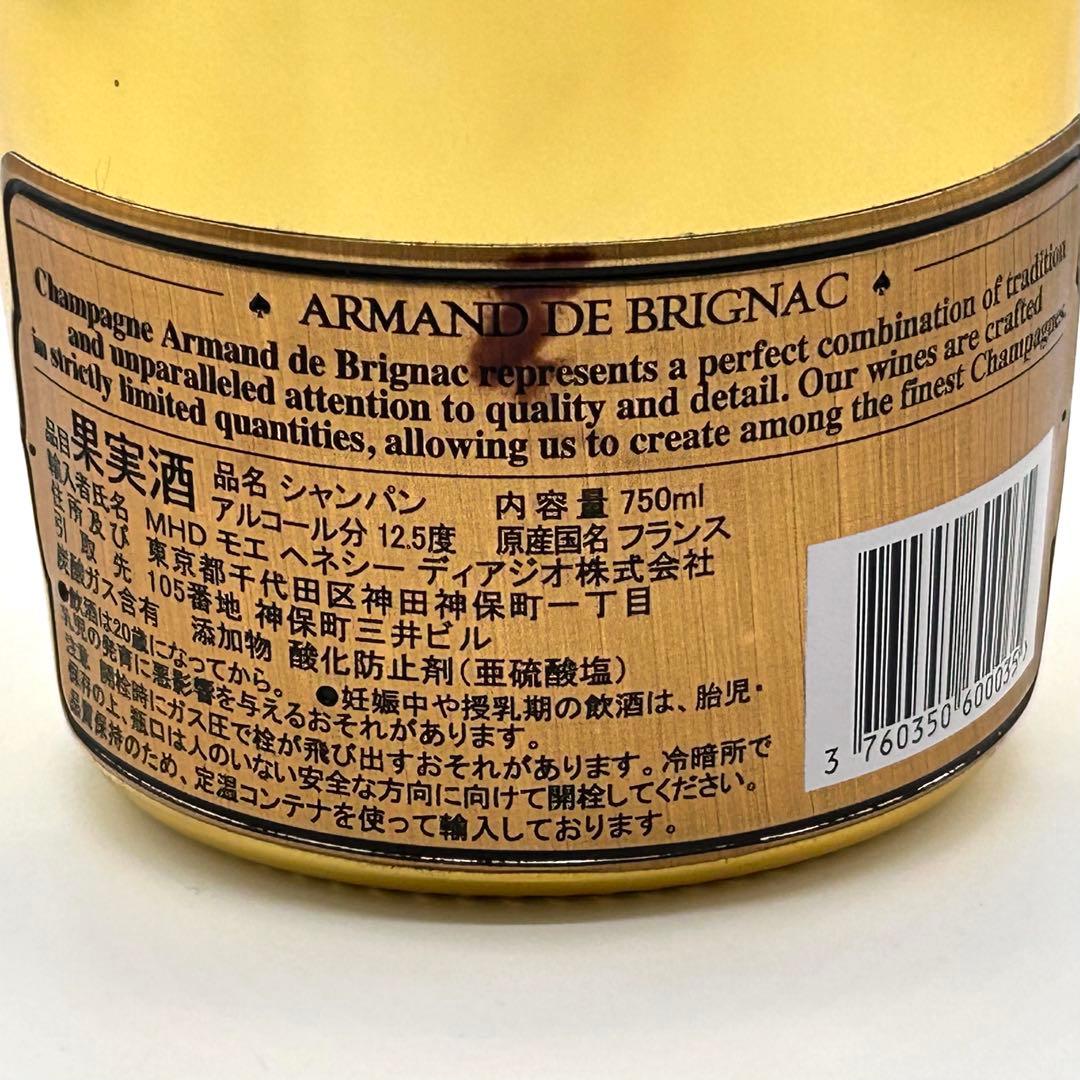 ARMAND DE BRIGNAC
Champagne Armand de Brignac represents a perfect combination of tradition
and unparalleled attention to quality and detail. Our wines are crafted
in strictly limited quantities, allowing us to create among the finest Champagnes.
品目 果実酒 品名 シャンパン 内容量 750ml
アルコール分 12.5度 原産国名 フランス
輸入者氏名 MHD モエ ヘネシー ディアジオ株式会社
住所及び 東京都千代田区神田神保町一丁目
引取先 105番地 神保町三井ビル
炭酸ガス含有 添加物 酸化防止剤(亜硫酸塩)
●飲酒は20歳になってから。 ●妊娠中や授乳期の飲酒は、胎児・
乳児の発育に悪影響を与えるおそれがあります。
注意 開栓時にガス圧で栓が飛び出すおそれがあります。冷暗所で
保存の上、瓶口は人のいない安全な方向に向けて開栓してください。
品質保持のため、定温コンテナを使って輸入しております。
3 760350 600035